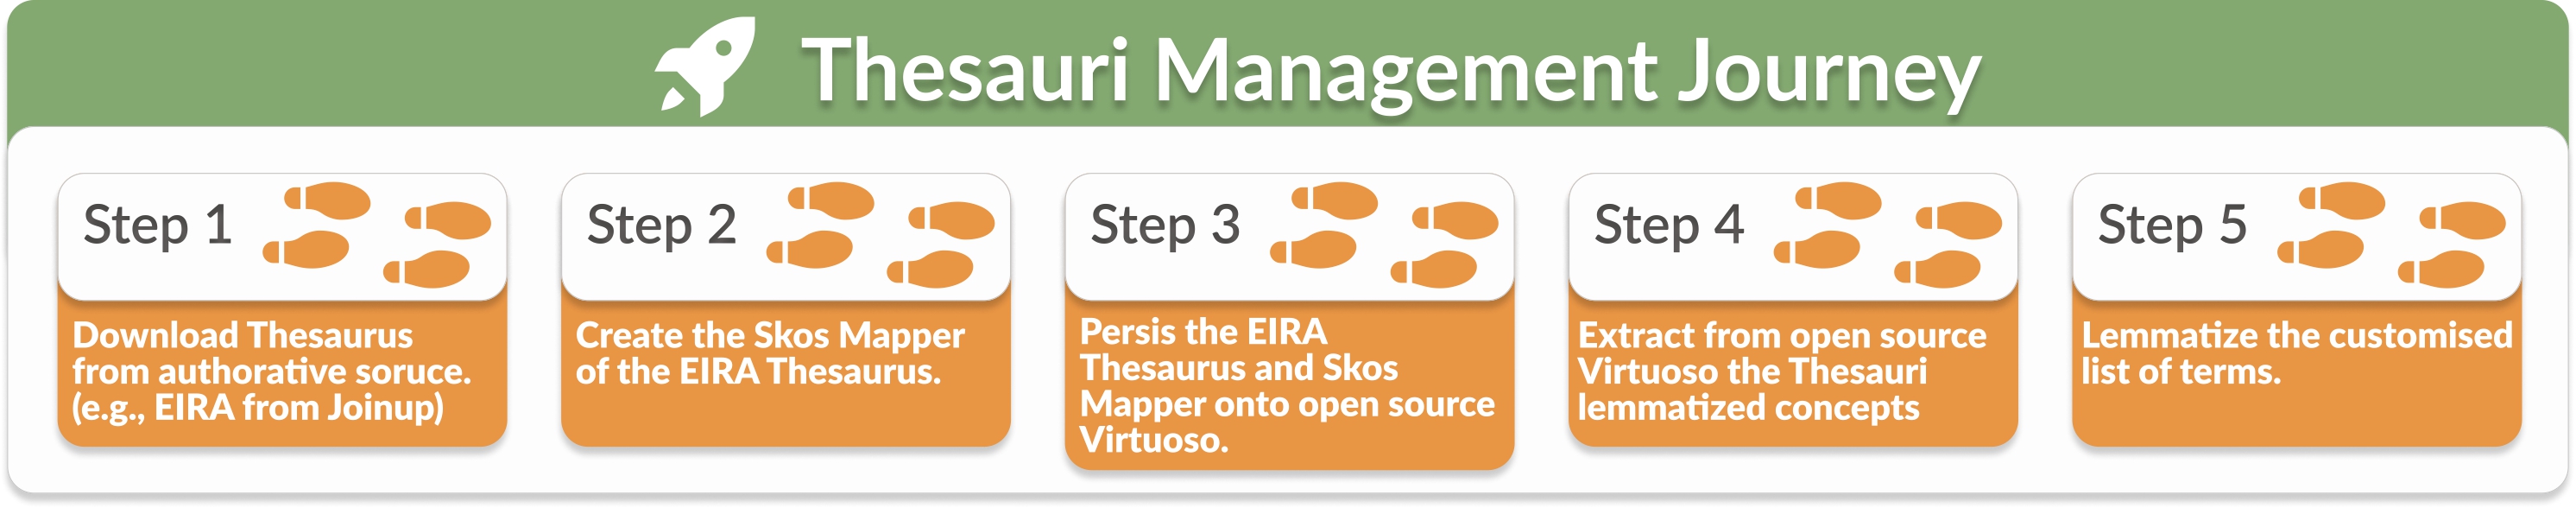 Thesauri Management Journey
Step 1
Download Thesaurus
from authorative soruce.
(e.g., EIRA from Joinup)
Step 2
Create the Skos Mapper
of the EIRA Thesaurus.
Step 3
Persis the EIRA
Thesaurus and Skos
Mapper onto open source
Virtuoso.
Step 4
Extract from open source
Virtuoso the Thesauri
lemmatized concepts
Step 5
Lemmatize the customised
list of terms.